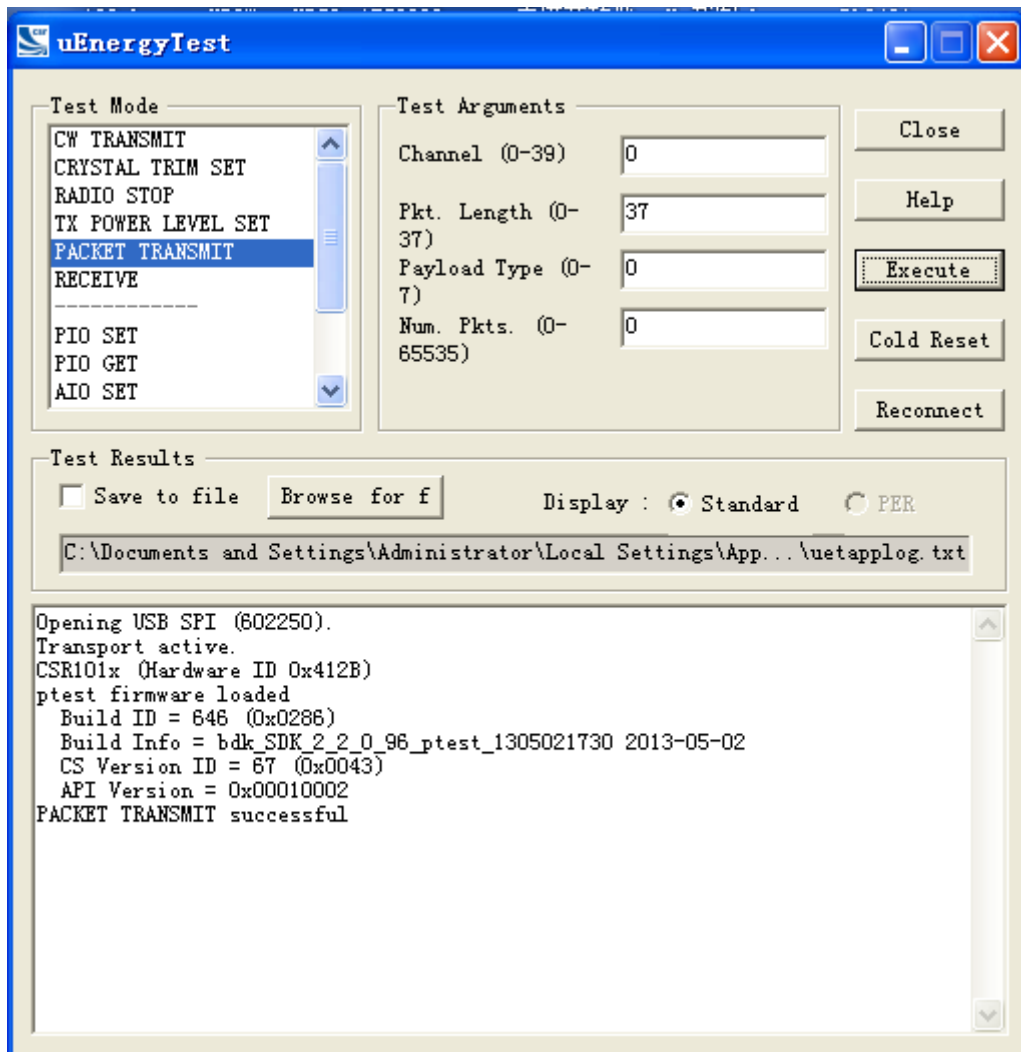 uEnergyTest
Test Mode
CW TRANSMIT
CRYSTAL TRIM SET
RADIO STOP
TX POWER LEVEL SET
PACKET TRANSMIT
RECEIVE
------------
PIO SET
PIO GET
AIO SET
Test Arguments
Channel (0-39)
0
Pkt. Length (0-
37)
37
Payload Type (0-
7)
0
Num. Pkts. (0-
65535)
0
Close
Help
Execute
Cold Reset
Reconnect
Test Results
Save to file
Browse for f
Display :
Standard
PER
C:\Documents and Settings\Administrator\Local Settings\App...\uetapplog.txt
Opening USB SPI (602250).
Transport active.
CSR101x (Hardware ID 0x412B)
ptest firmware loaded
Build ID = 646 (0x0286)
Build Info = bdk_SDK_2_2_0_96_ptest_1305021730 2013-05-02
CS Version ID = 67 (0x0043)
API Version = 0x00010002
PACKET TRANSMIT successful